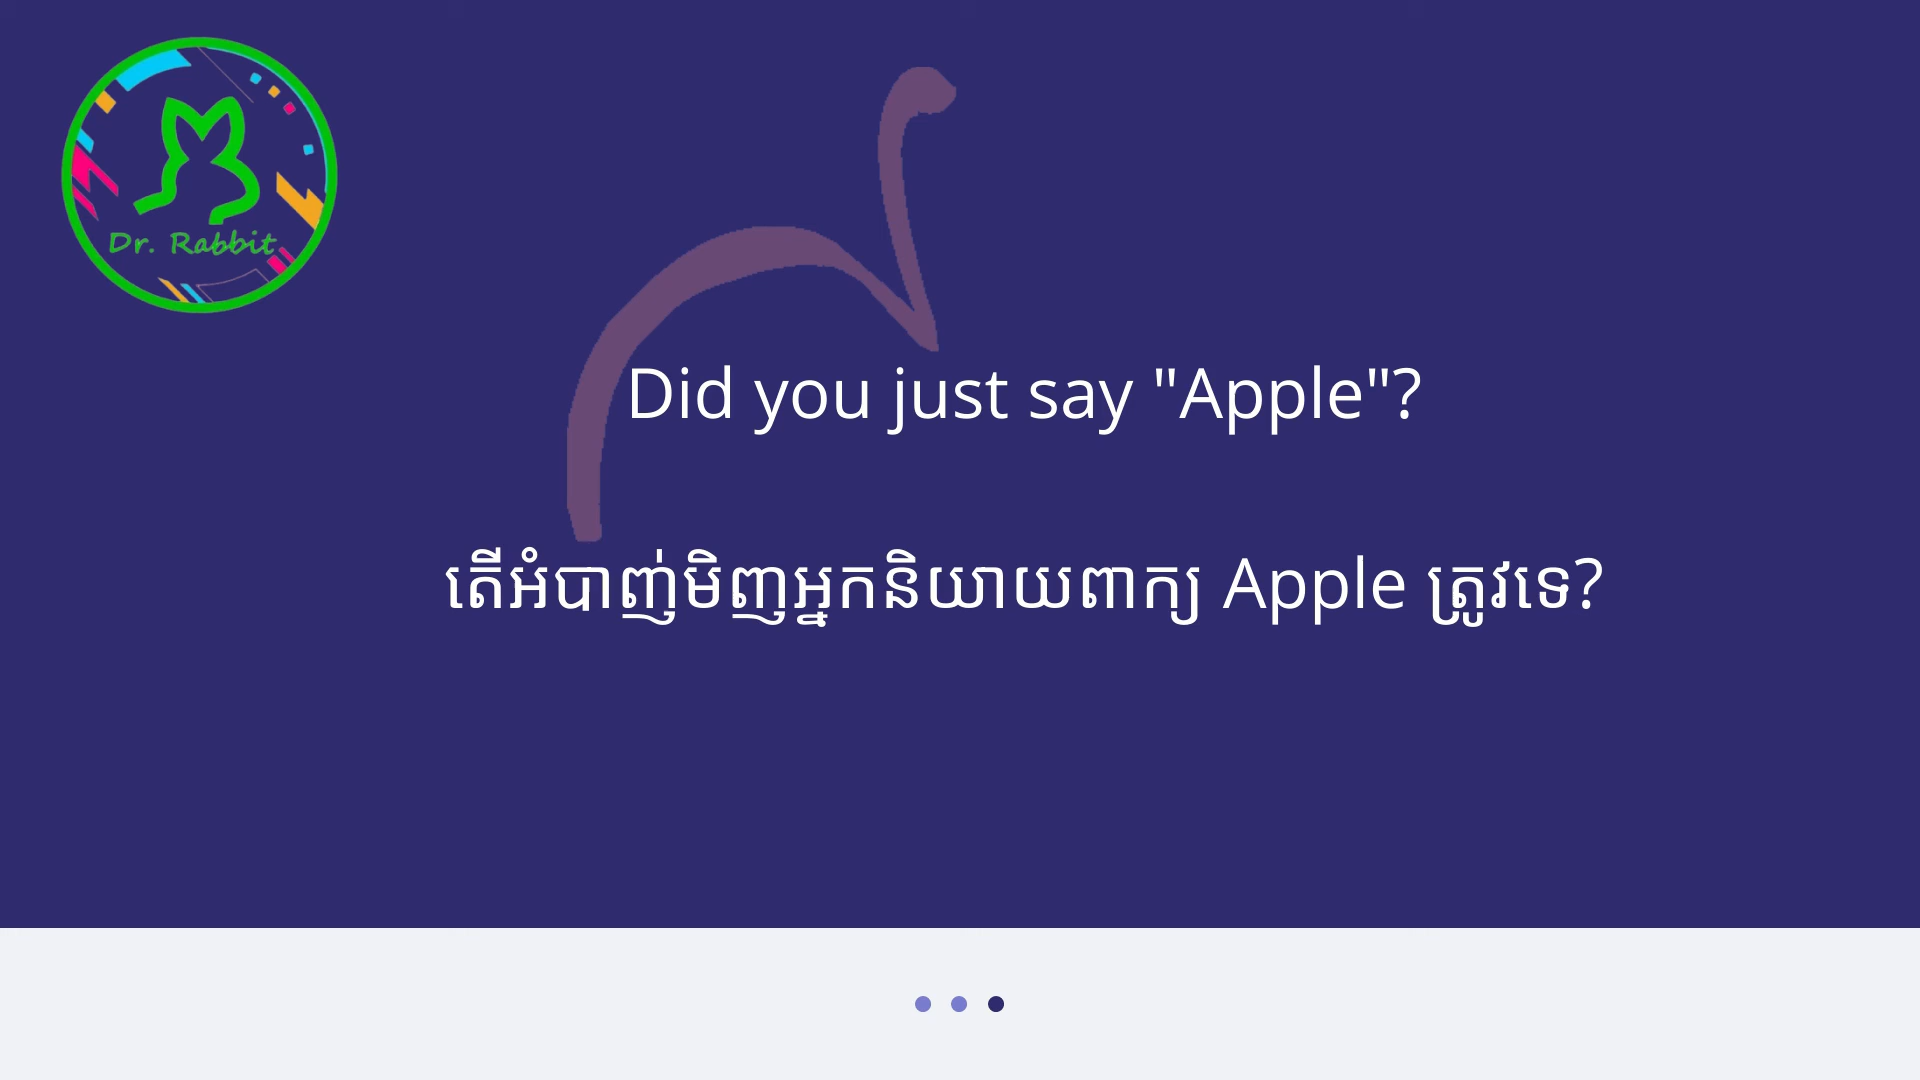 Dr. Rabbit
Did you just say "Apple"?
តើអំបាញ់មិញអ្នកនិយាយពាក្យ Apple ត្រូវទេ?